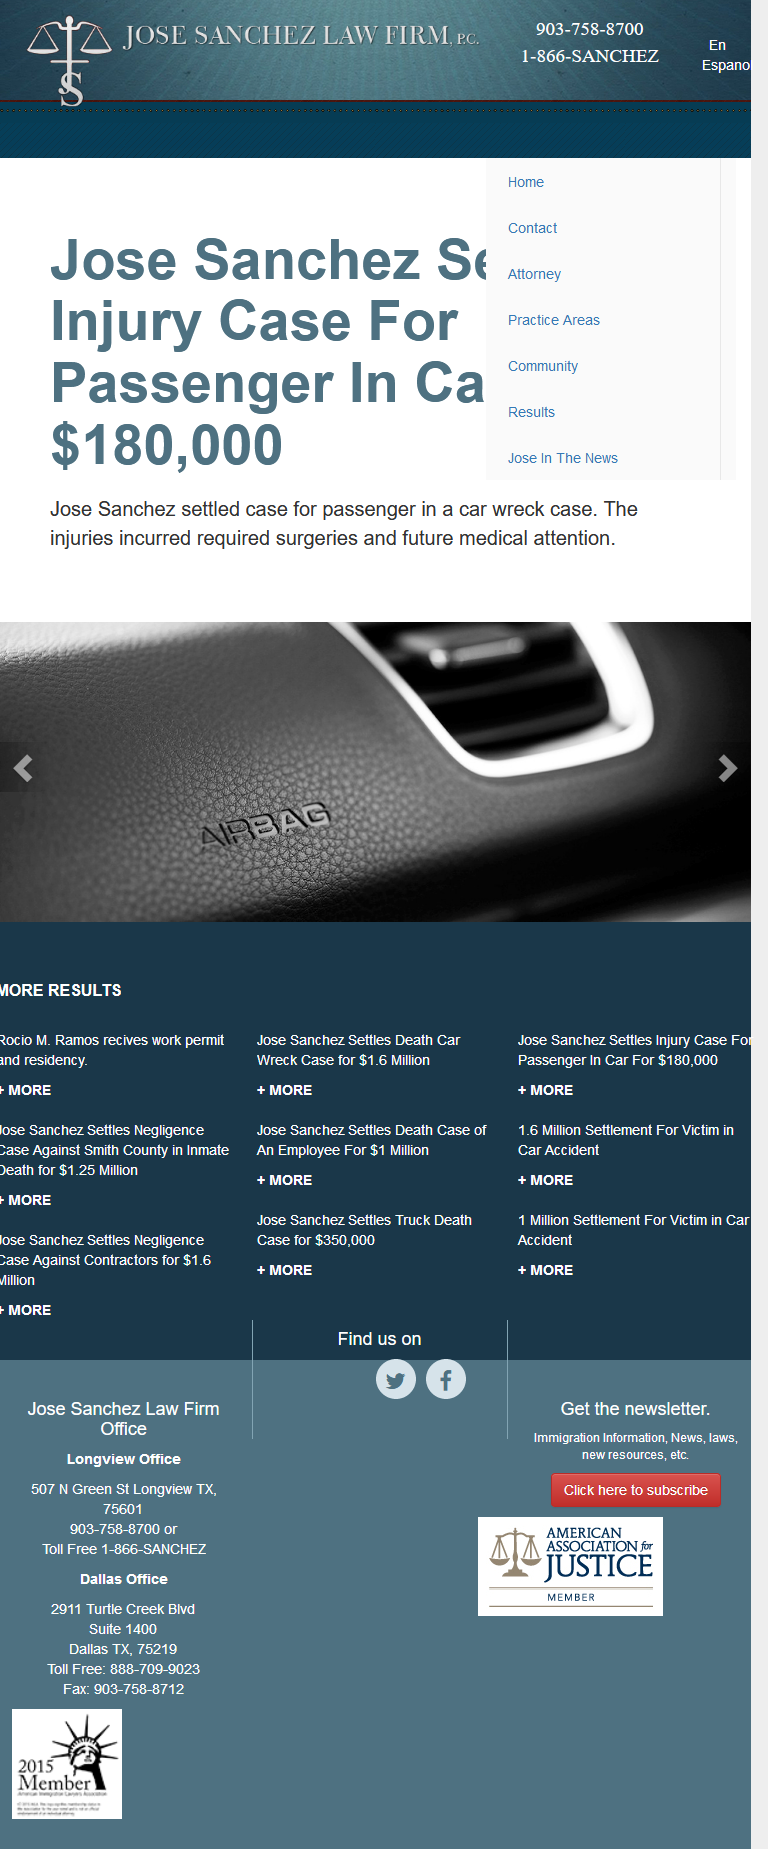 JOSE SANCHEZ LAW FIRM, P.C.
903-758-8700
1-866-SANCHEZ
En
Espano
Home
Contact
Attorney
Practice Areas
Community
Results
Jose In The News
Jose Sanchez Se
Injury Case For
Passenger In Ca
$180,000
Jose Sanchez settled case for passenger in a car wreck case. The
injuries incurred required surgeries and future medical attention.
AIRBAG
MORE RESULTS
Rocio M. Ramos recives work permit
and residency.
+ MORE
Jose Sanchez Settles Negligence
Case Against Smith County in Inmate
Death for $1.25 Million
+ MORE
Jose Sanchez Settles Negligence
Case Against Contractors for $1.6
Million
+ MORE
Jose Sanchez Settles Death Car
Wreck Case for $1.6 Million
+ MORE
Jose Sanchez Settles Death Case of
An Employee For $1 Million
+ MORE
Jose Sanchez Settles Truck Death
Case for $350,000
+ MORE
Jose Sanchez Settles Injury Case For
Passenger In Car For $180,000
+ MORE
1.6 Million Settlement For Victim in
Car Accident
+ MORE
1 Million Settlement For Victim in Car
Accident
+ MORE
Find us on
Jose Sanchez Law Firm
Office
Longview Office
507 N Green St Longview TX,
75601
903-758-8700 or
Toll Free 1-866-SANCHEZ
Dallas Office
2911 Turtle Creek Blvd
Suite 1400
Dallas TX, 75219
Toll Free: 888-709-9023
Fax: 903-758-8712
2015
Member
American Immigration Lawyers Association
Get the newsletter.
Immigration Information, News, laws,
new resources, etc.
Click here to subscribe
AMERICAN
ASSOCIATION for
JUSTICE
MEMBER